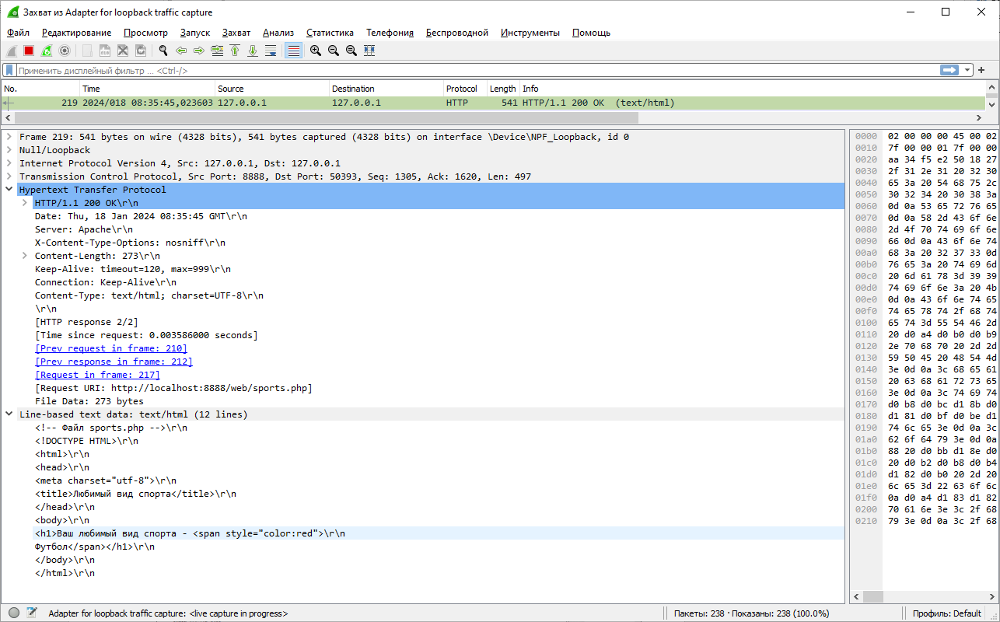 Захват из Adapter for loopback traffic capture
Файл Редактирование Просмотр Запуск Захват Анализ Статистика Телефония Беспроводной Инструменты Помощь
Применить дисплейный фильтр ... <Ctrl-/>
No. Time Source Destination Protocol Length Info
219 2024/018 08:35:45,023603 127.0.0.1 127.0.0.1 HTTP 541 HTTP/1.1 200 OK (text/html)
Frame 219: 541 bytes on wire (4328 bits), 541 bytes captured (4328 bits) on interface \Device\NPF_Loopback, id 0
Null/Loopback
Internet Protocol Version 4, Src: 127.0.0.1, Dst: 127.0.0.1
Transmission Control Protocol, Src Port: 8888, Dst Port: 50393, Seq: 1305, Ack: 1620, Len: 497
Hypertext Transfer Protocol
HTTP/1.1 200 OK\r\n
Date: Thu, 18 Jan 2024 08:35:45 GMT\r\n
Server: Apache\r\n
X-Content-Type-Options: nosniff\r\n
Content-Length: 273\r\n
Keep-Alive: timeout=120, max=999\r\n
Connection: Keep-Alive\r\n
Content-Type: text/html; charset=UTF-8\r\n
\r\n
[HTTP response 2/2]
[Time since request: 0.003586000 seconds]
[Prev request in frame: 210]
[Prev response in frame: 212]
[Request in frame: 217]
[Request URI: http://localhost:8888/web/sports.php]
File Data: 273 bytes
Line-based text data: text/html (12 lines)
<!-- Файл sports.php -->\r\n
<!DOCTYPE HTML>\r\n
<html>\r\n
<head>\r\n
<meta charset="utf-8">\r\n
<title>Любимый вид спорта</title>\r\n
</head>\r\n
<body>\r\n
<h1>Ваш любимый вид спорта - <span style="color:red">\r\n
Футбол</span></h1>\r\n
</body>\r\n
</html>\r\n
0000 02 00 00 00 45 00 02
0010 7f 00 00 01 7f 00 00
0020 aa 34 f5 e2 50 18 27
0030 2f 31 2e 31 20 32 30
0040 65 3a 20 54 68 75 2c
0050 30 32 34 20 30 38 3a
0060 0d 0a 53 65 72 76 65
0070 0d 0a 58 2d 43 6f 6e
0080 2d 4f 70 74 69 6f 6e
0090 66 0d 0a 43 6f 6e 74
00a0 68 3a 20 32 37 33 0d
00b0 76 65 3a 20 74 69 6d
00c0 20 6d 61 78 3d 39 39
00d0 74 69 6f 6e 3a 20 4b
00e0 0d 0a 43 6f 6e 74 65
00f0 74 65 78 74 2f 68 74
0100 65 74 3d 55 54 46 2d
0110 20 d0 a4 d0 b0 d0 b9
0120 2e 70 68 70 20 2d 2d
0130 59 50 45 20 48 54 4d
0140 3e 0d 0a 3c 68 65 61
0150 20 63 68 61 72 73 65
0160 3e 0d 0a 3c 74 69 74
0170 d0 b8 d0 bc d1 8b d0
0180 d1 81 d0 bf d0 be d1
0190 74 6c 65 3e 0d 0a 3c
01a0 62 6f 64 79 3e 0d 0a
01b0 88 20 d0 bb d1 8e d0
01c0 20 d0 b2 d0 b8 d0 b4
01d0 d1 82 d0 b0 20 2d 20
01e0 6c 65 3d 22 63 6f 6c
01f0 0a d0 a4 d1 83 d1 82
0200 70 61 6e 3e 3c 2f 68
0210 79 3e 0d 0a 3c 2f 68
Adapter for loopback traffic capture: <live capture in progress>
Пакеты: 238 · Показаны: 238 (100.0%)
Профиль: Default